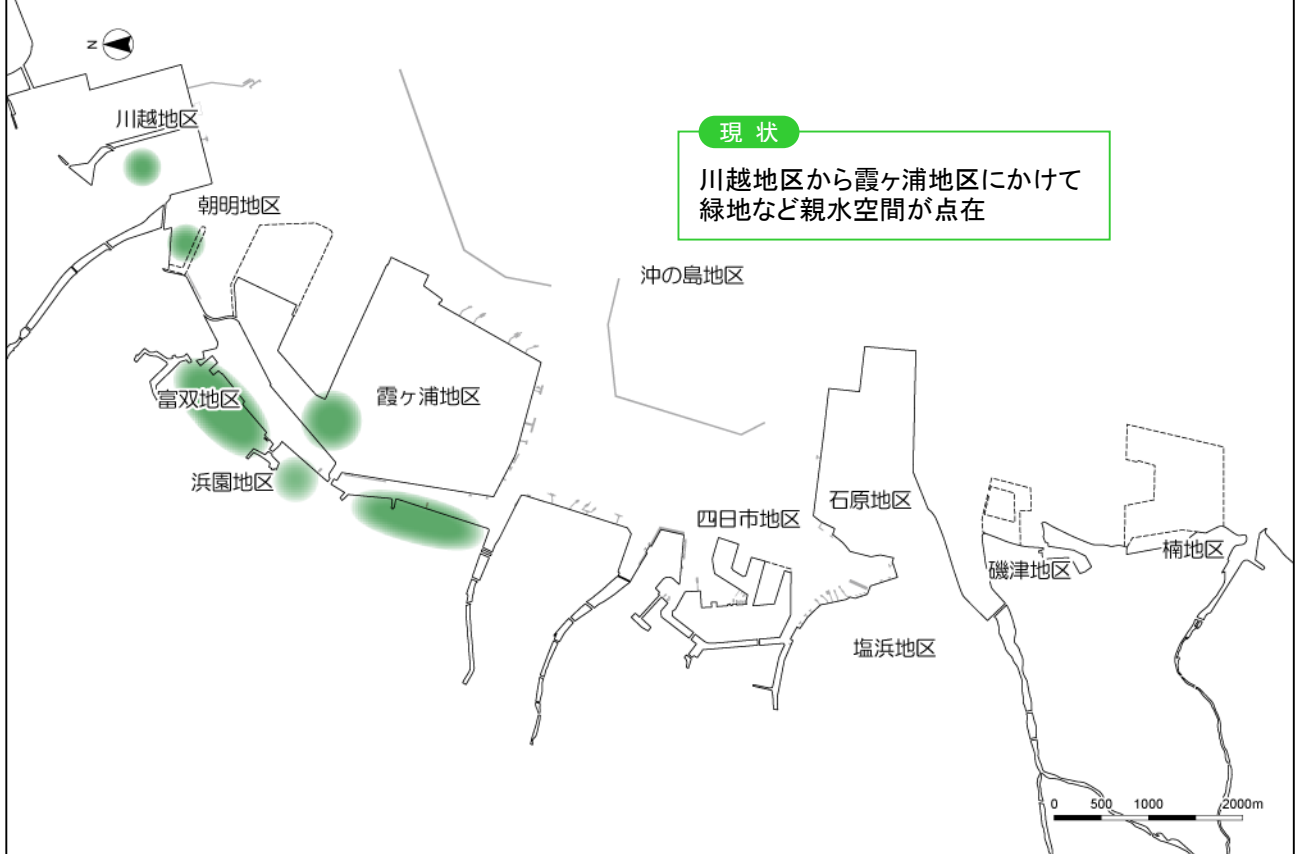 N
川越地区
現 状
川越地区から霞ヶ浦地区にかけて
緑地など親水空間が点在
朝明地区
沖の島地区
霞ヶ浦地区
富双地区
浜園地区
石原地区
四日市地区
楠地区
磯津地区
塩浜地区
0 500 1000 2000m